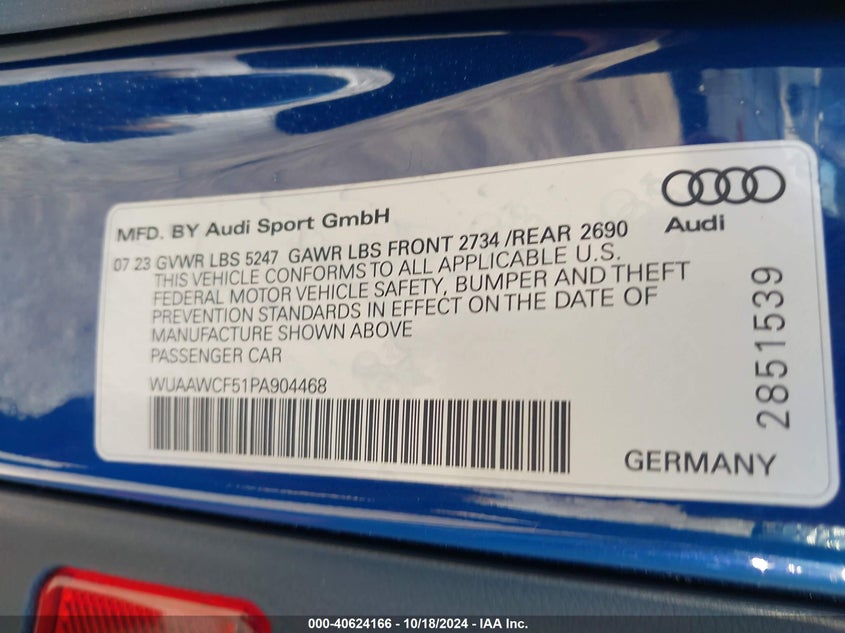 MFD. BY Audi Sport GmbH
Audi
07.23 GVWR LBS 5247 GAWR LBS FRONT 2734 /REAR 2690
THIS VEHICLE CONFORMS TO ALL APPLICABLE U.S.
FEDERAL MOTOR VEHICLE SAFETY, BUMPER AND THEFT
PREVENTION STANDARDS IN EFFECT ON THE DATE OF
MANUFACTURE SHOWN ABOVE
PASSENGER CAR
WUAAWCF51PA904468
2851539
GERMANY
000-40624166 - 10/18/2024 - IAA Inc.